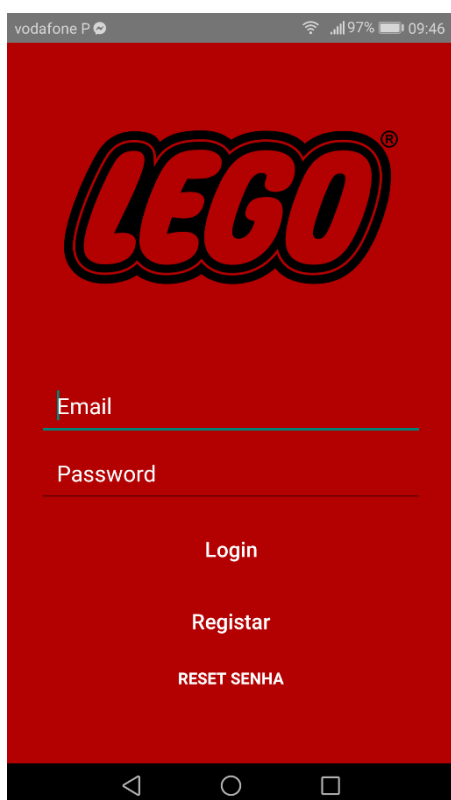 vodafone P 97% 09:46
LEGO®
Email
Password
Login
Registar
RESET SENHA